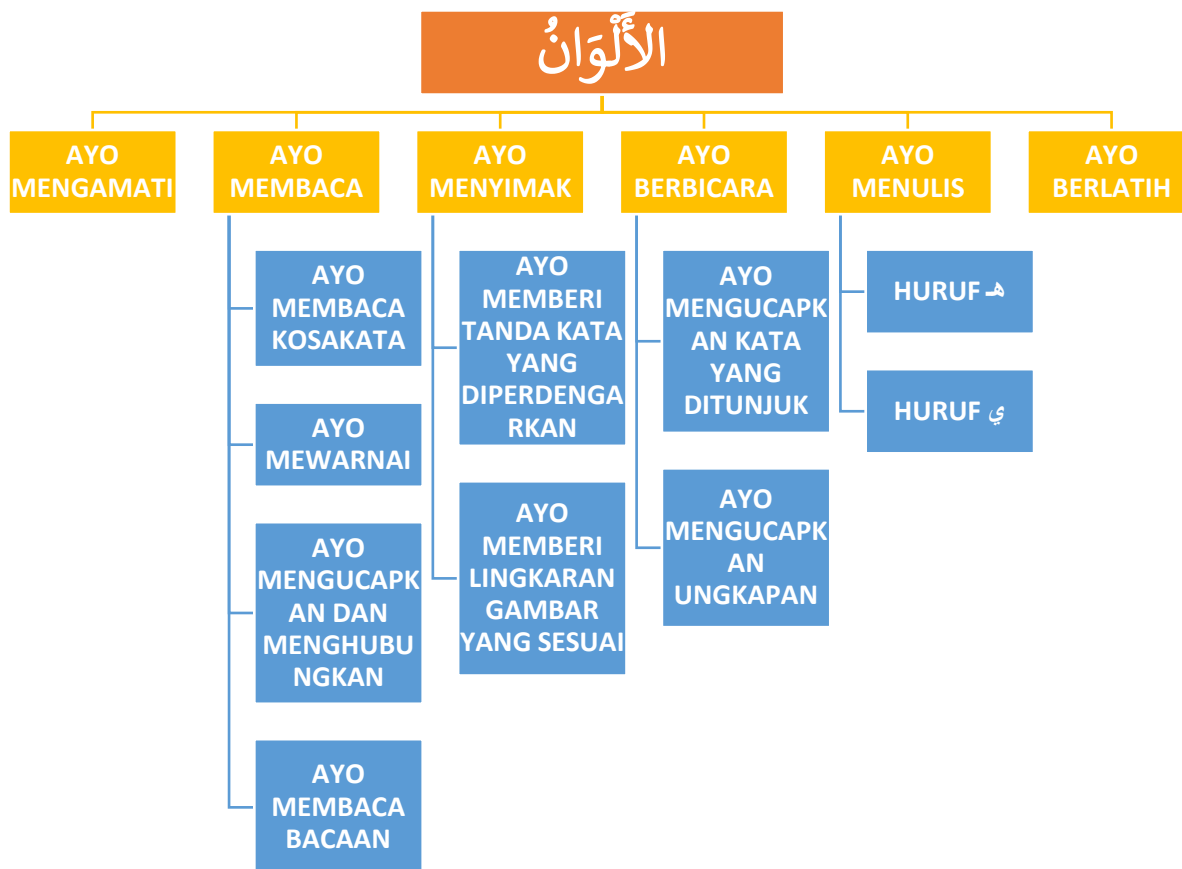 الأَلْوَانُ
AYO
MENGAMATI
AYO
MEMBACA
AYO
MEMBACA
KOSAKATA
AYO
MEWARNAI
AYO
MENGUCAPK
AN DAN
MENGHUBU
NGKAN
AYO
MEMBACA
BACAAN
AYO
MENYIMAK
AYO
MEMBERI
TANDA KATA
YANG
DIPERDENGA
RKAN
AYO
MEMBERI
LINGKARAN
GAMBAR
YANG SESUAI
AYO
BERBICARA
AYO
MENGUCAPK
AN KATA
YANG
DITUNJUK
AYO
MENGUCAPK
AN
UNGKAPAN
AYO
MENULIS
HURUF هـ
HURUF ي
AYO
BERLATIH